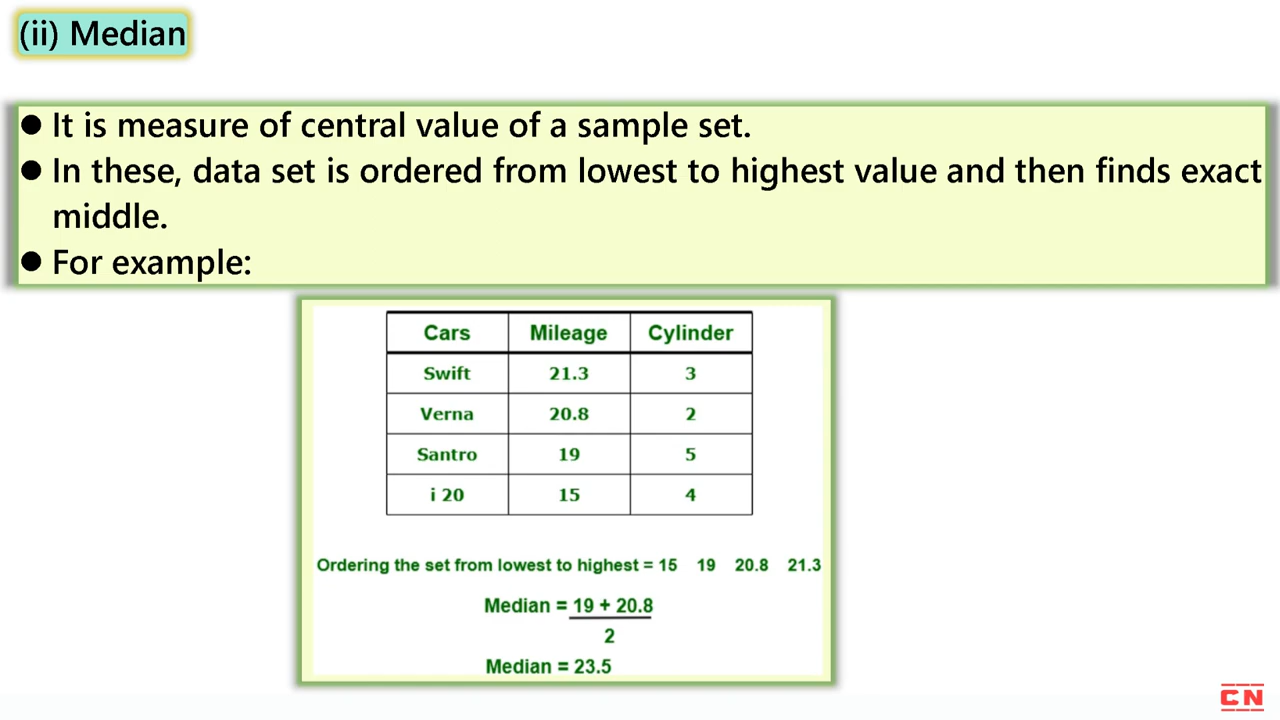 (ii) Median
● It is measure of central value of a sample set.
● In these, data set is ordered from lowest to highest value and then finds exact
middle.
● For example:
Cars Mileage Cylinder
Swift 21.3 3
Verna 20.8 2
Santro 19 5
i 20 15 4
Ordering the set from lowest to highest = 15 19 20.8 21.3
Median = 19 + 20.8
2
Median = 23.5
CN